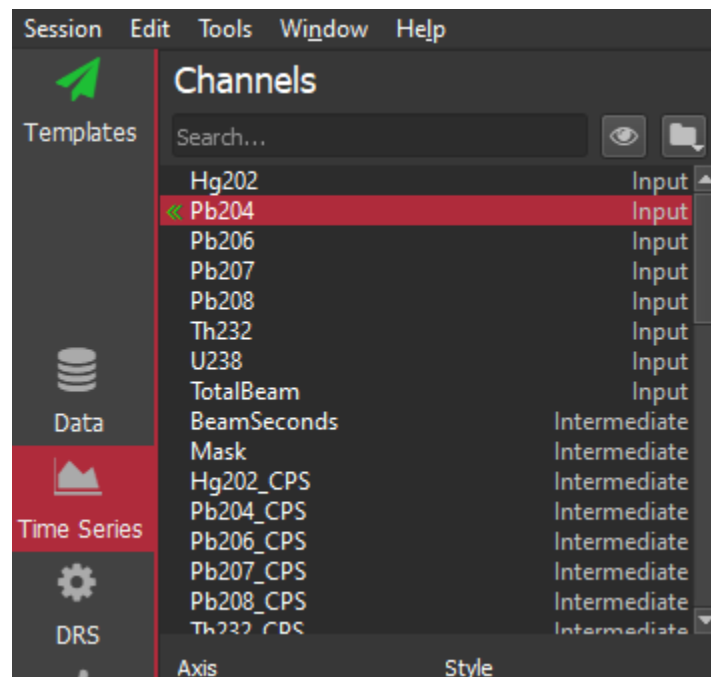 Session Edit Tools Window Help
Templates
Data
Time Series
DRS
Channels
Search...
Hg202 Input
« Pb204 Input
Pb206 Input
Pb207 Input
Pb208 Input
Th232 Input
U238 Input
TotalBeam Input
BeamSeconds Intermediate
Mask Intermediate
Hg202_CPS Intermediate
Pb204_CPS Intermediate
Pb206_CPS Intermediate
Pb207_CPS Intermediate
Pb208_CPS Intermediate
Th232_CPS Intermediate
Axis Style